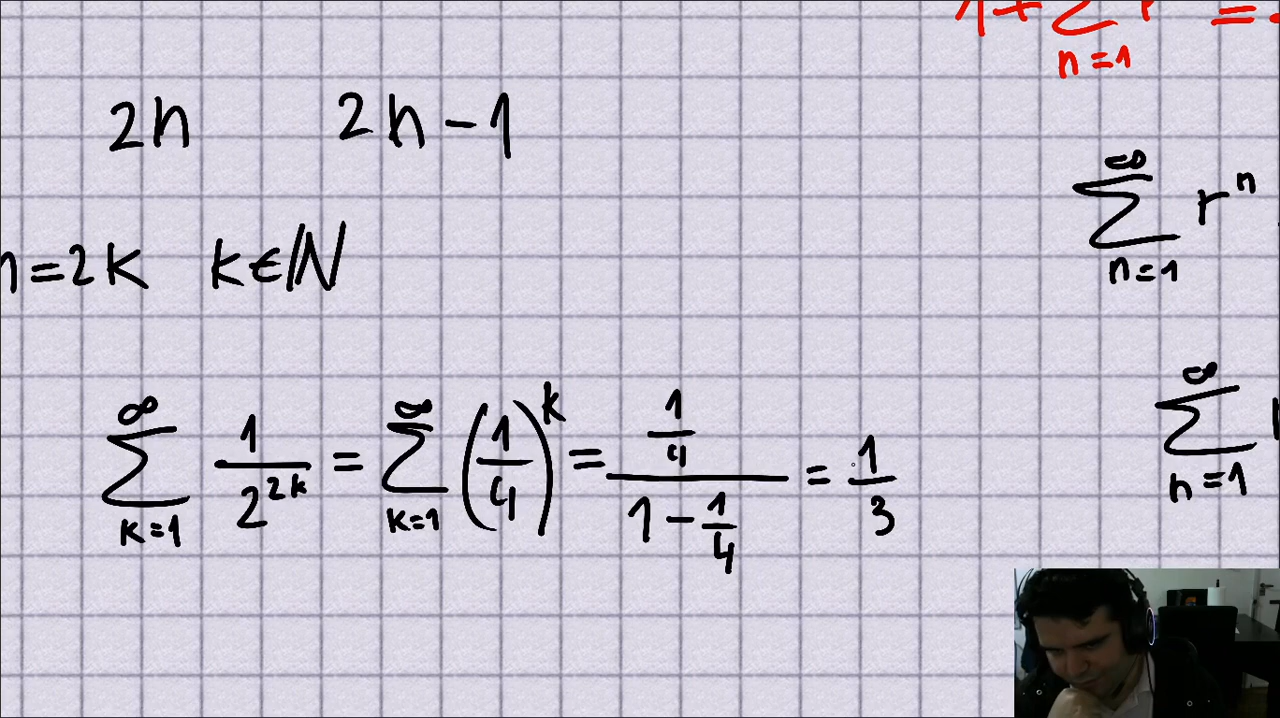 1 + ∑_{n=1} =
2n 2n - 1
∑_{n=1}^{∞} r^n
n = 2k k ∈ ℕ
∑_{k=1}^{∞} 1/2^{2k} = ∑_{k=1}^{∞} (1/4)^k = (1/4)/(1 - 1/4) = 1/3
∑_{n=1}^{∞}